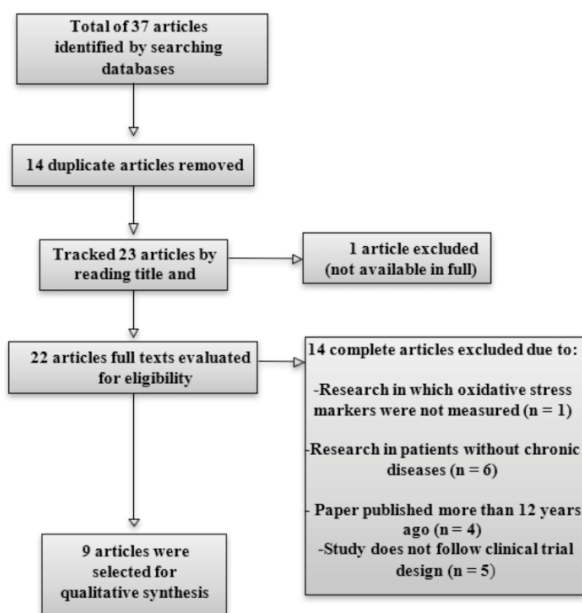 Total of 37 articles
identified by searching
databases
14 duplicate articles removed
Tracked 23 articles by
reading title and
1 article excluded
(not available in full)
22 articles full texts evaluated
for eligibility
14 complete articles excluded due to:
-Research in which oxidative stress
markers were not measured (n = 1)
-Research in patients without chronic
diseases (n = 6)
- Paper published more than 12 years
ago (n = 4)
-Study does not follow clinical trial
design (n = 5)
9 articles were
selected for
qualitative synthesis